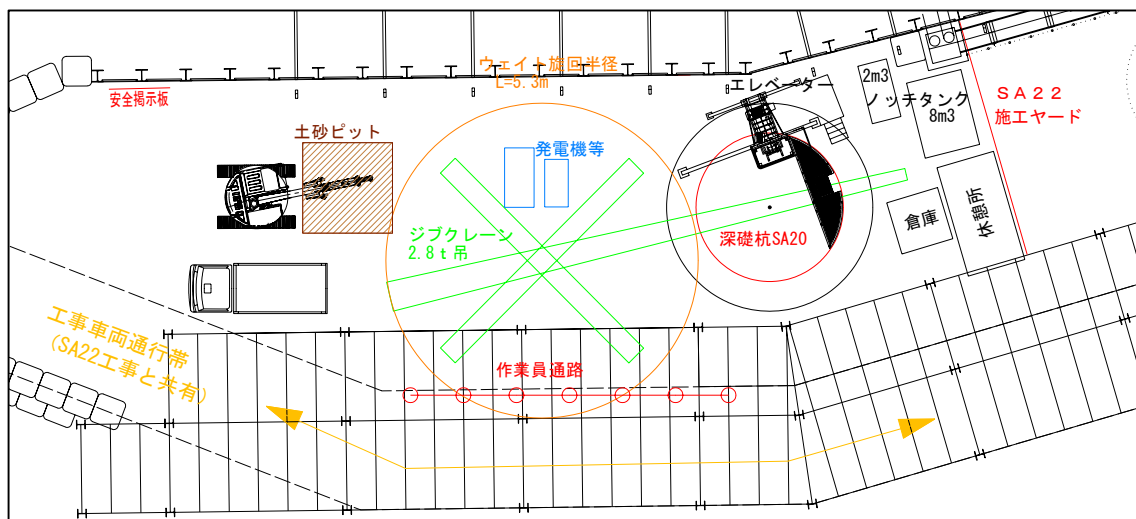 ウェイト旋回半径
L=5.3m
エレベーター
2m3
ノッチタンク
8m3
ＳＡ２２
施工ヤード
安全掲示板
土砂ピット
発電機等
ジブクレーン
2.8ｔ吊
深礎杭SA20
倉庫
休憩所
工事車両通行帯
(SA22工事と共有)
作業員通路